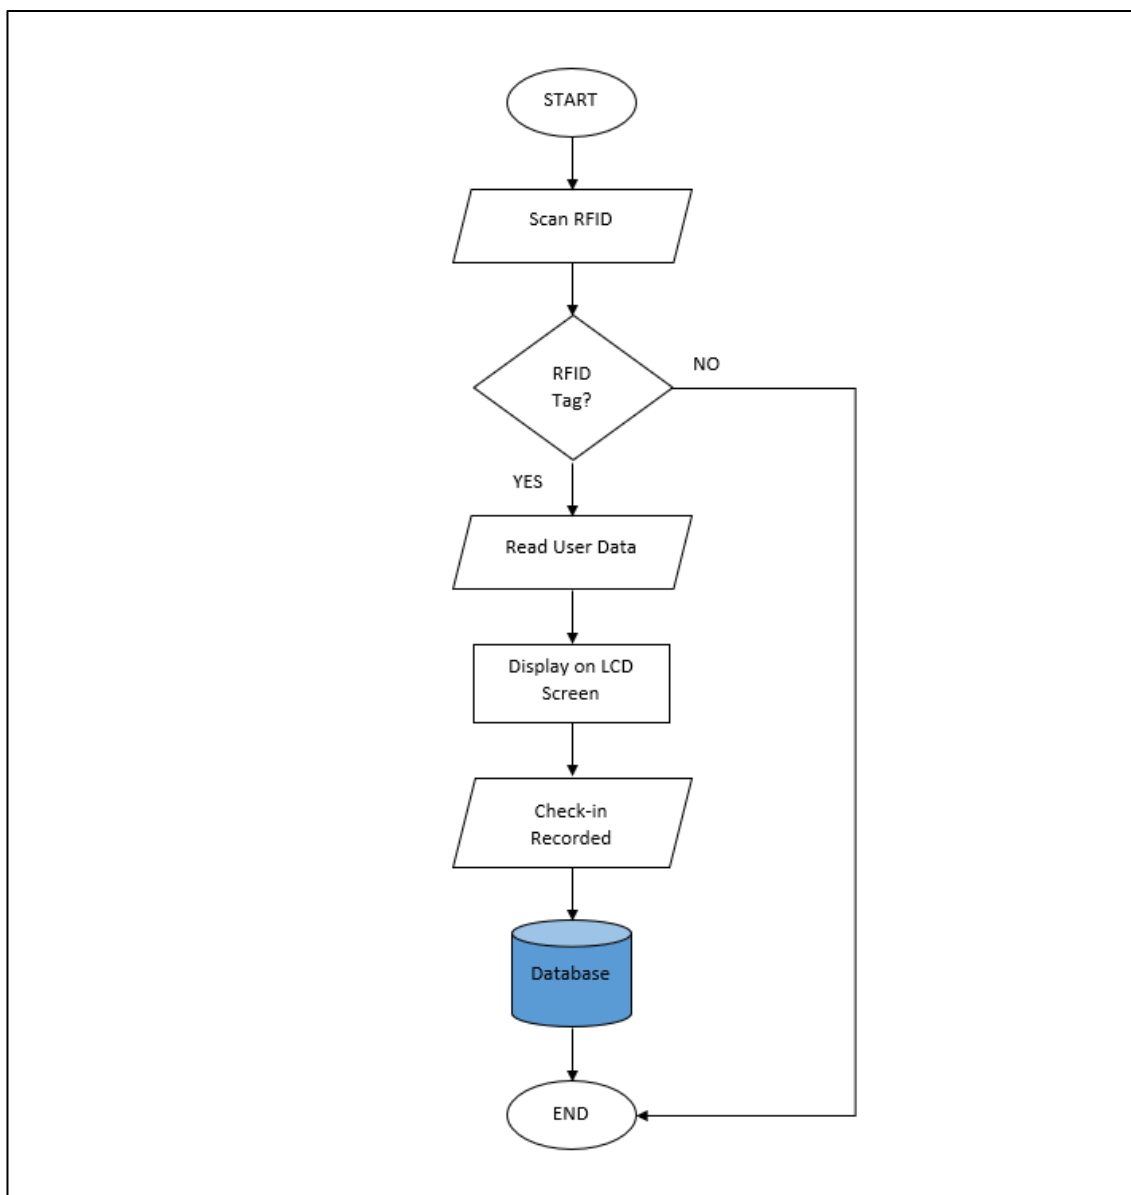 START
Scan RFID
RFID
Tag?
NO
YES
Read User Data
Display on LCD
Screen
Check-in
Recorded
Database
END